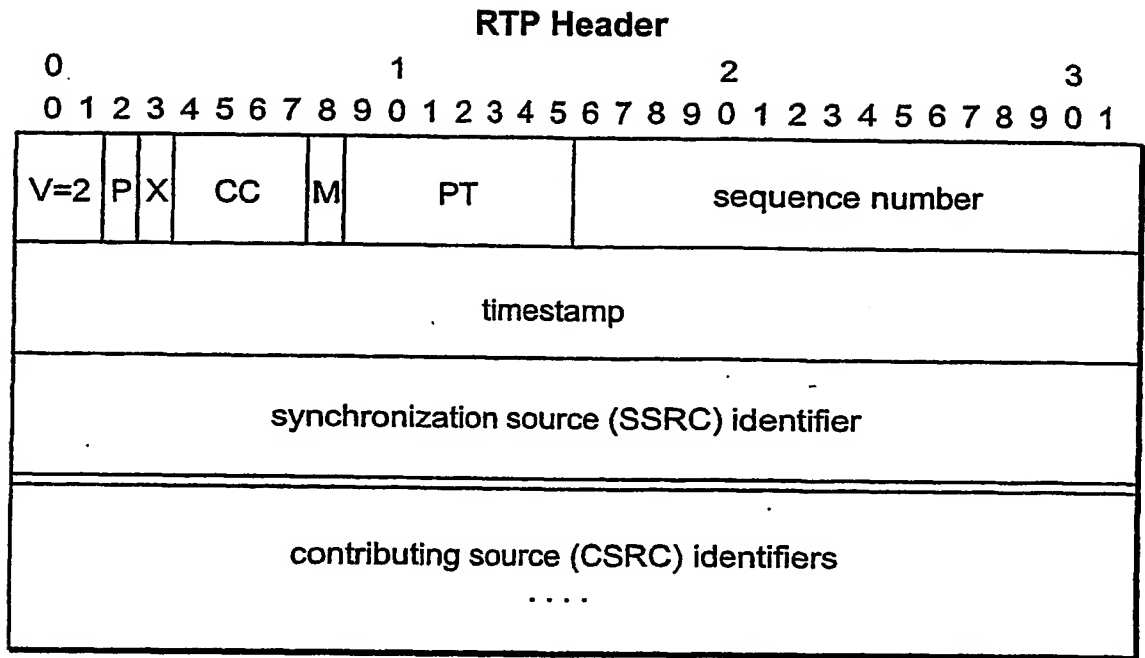 RTP Header
0 1 2 3
0 1 2 3 4 5 6 7 8 9 0 1 2 3 4 5 6 7 8 9 0 1 2 3 4 5 6 7 8 9 0 1
V=2 P X CC M PT sequence number
timestamp
synchronization source (SSRC) identifier
contributing source (CSRC) identifiers
....